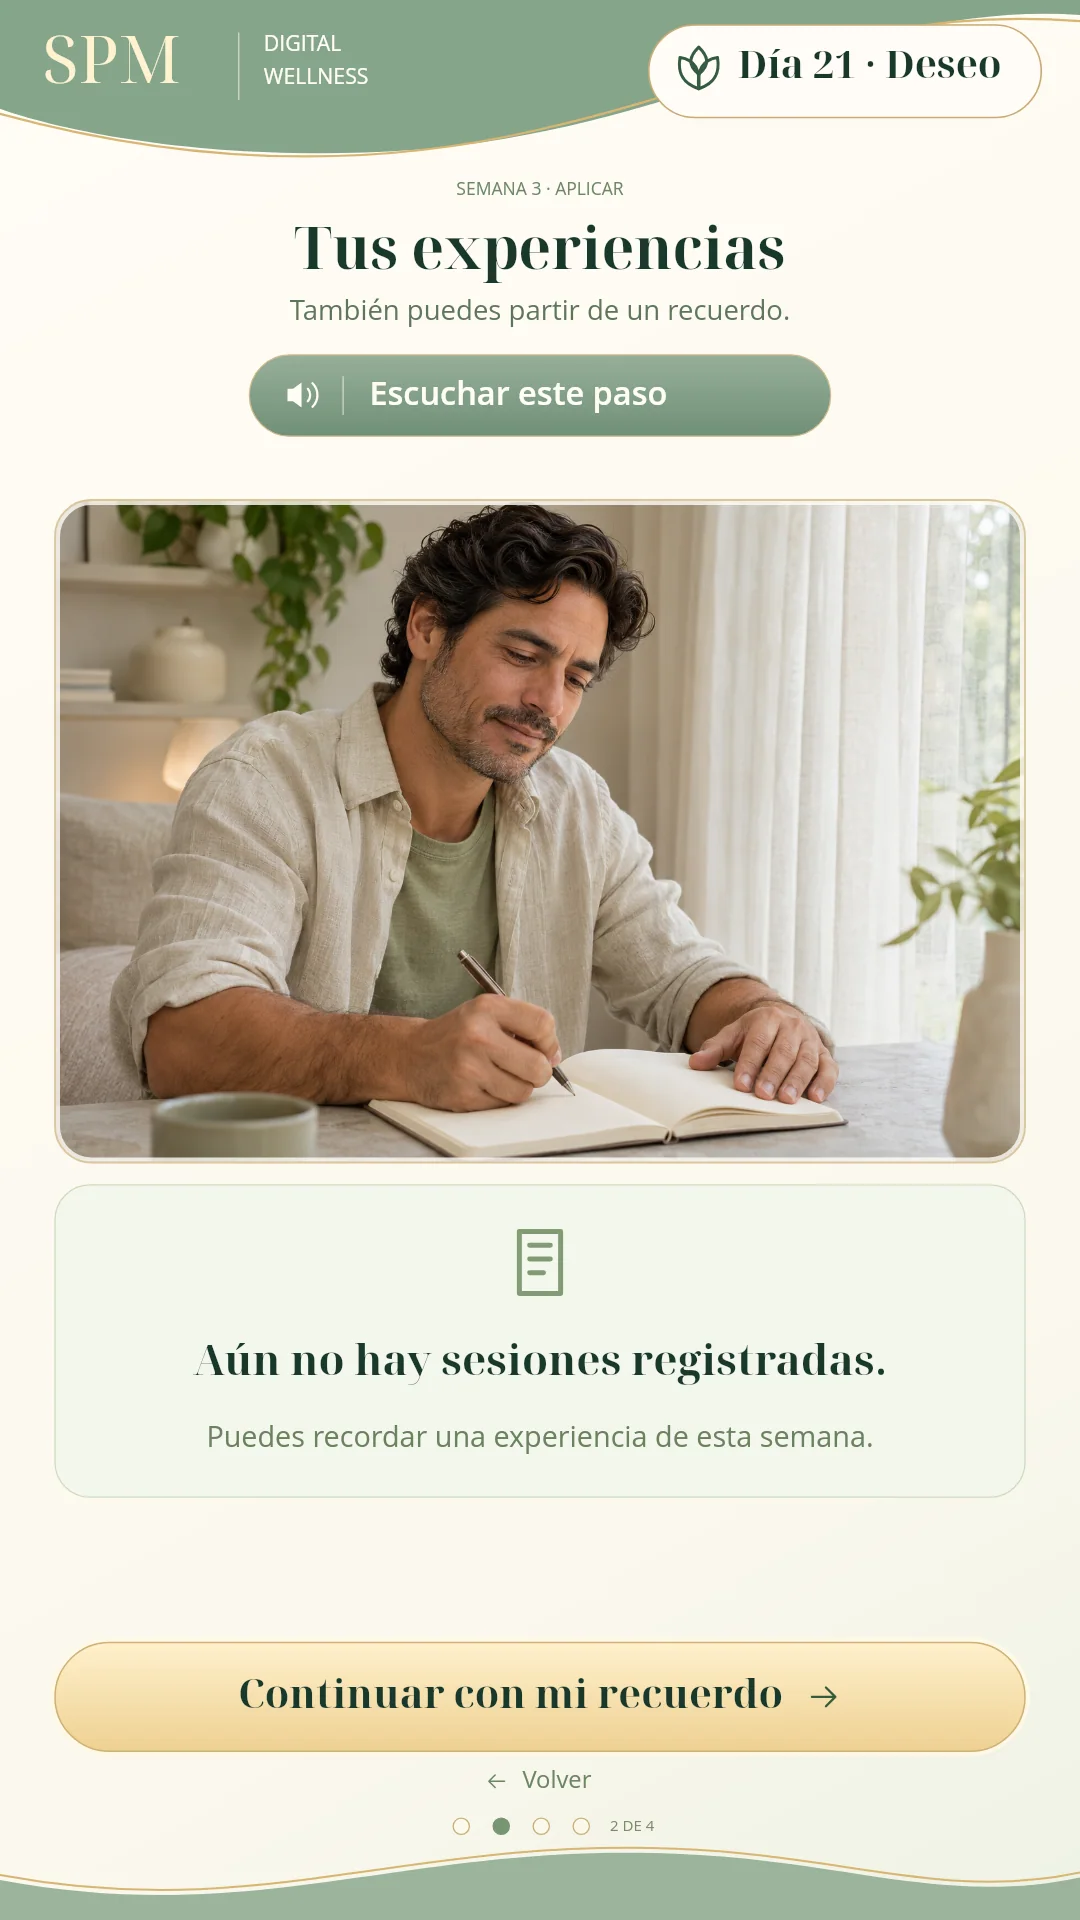 SPM
DIGITAL
WELLNESS
Día 21 · Deseo
SEMANA 3 · APLICAR
Tus experiencias
También puedes partir de un recuerdo.
Escuchar este paso
Aún no hay sesiones registradas.
Puedes recordar una experiencia de esta semana.
Continuar con mi recuerdo →
← Volver
2 DE 4